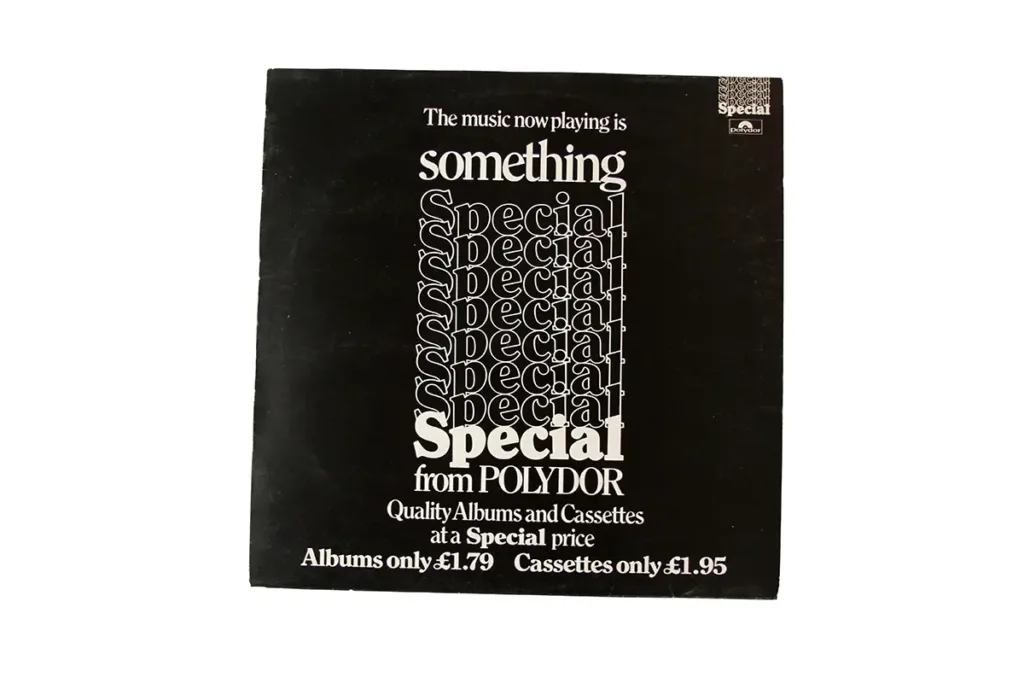 The music now playing is
something
Special
Special
Special
Special
Special
Special
Special
Special
from POLYDOR
Quality Albums and Cassettes
at a Special price
Albums only £1.79 Cassettes only £1.95
Special
Polydor